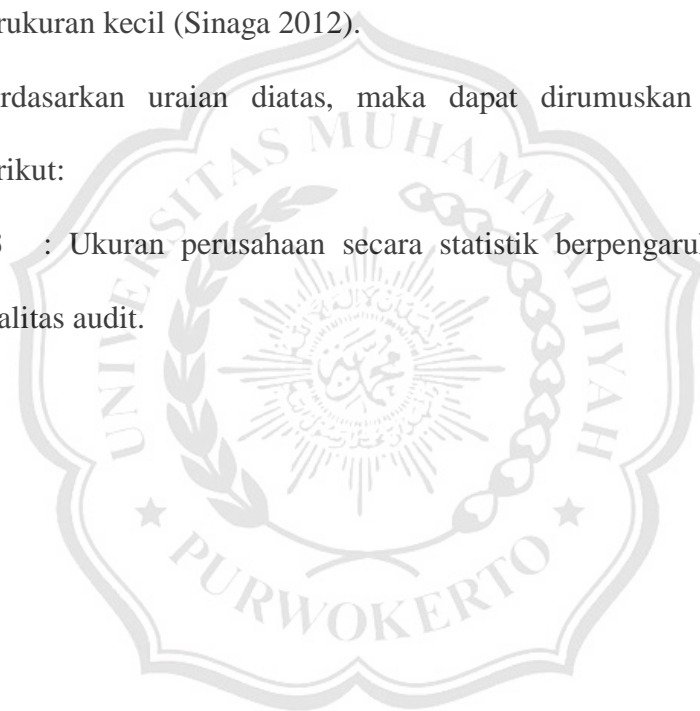 rukuran kecil (Sinaga 2012).
rdasarkan uraian diatas, maka dapat dirumuskan
rikut:
: Ukuran perusahaan secara statistik berpengaruh
alitas audit.
UNIVERSITAS MUHAMMADIYAH
PURWOKERTO